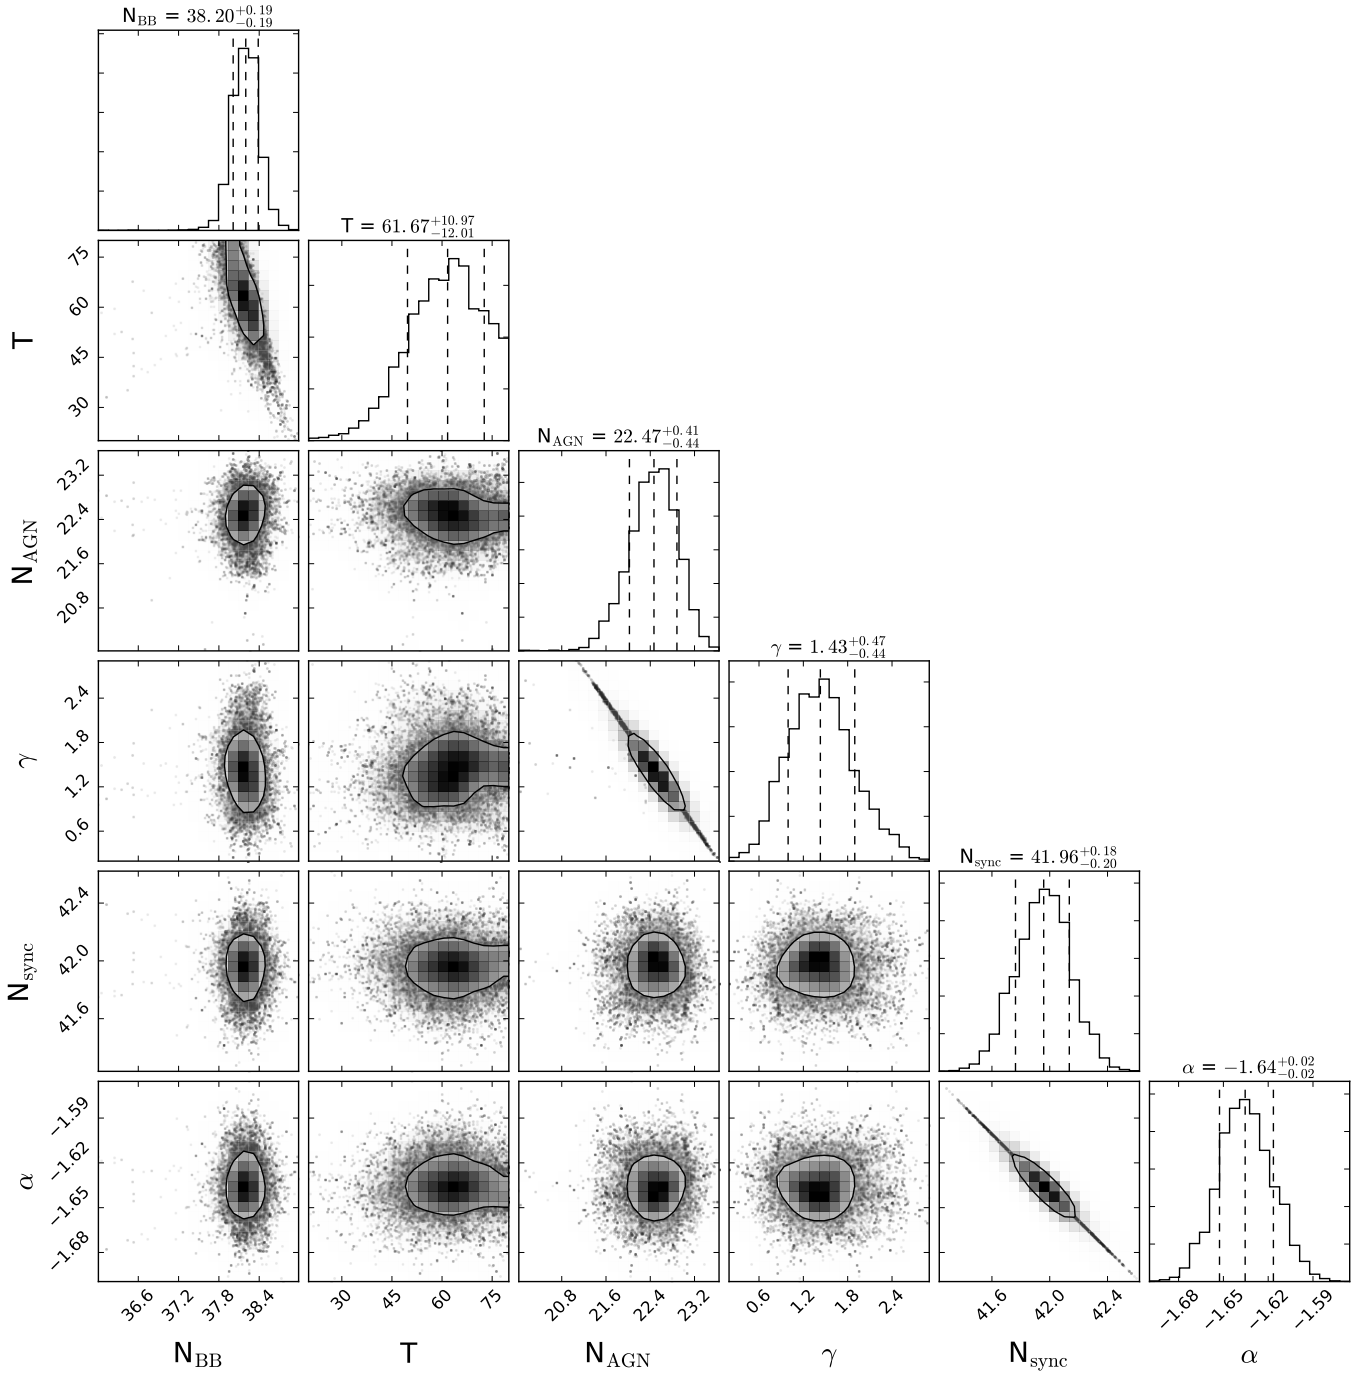 N_BB = 38.20^{+0.19}_{−0.19}
T = 61.67^{+10.97}_{−12.01}
75
60
45
30
T
N_AGN = 22.47^{+0.41}_{−0.44}
23.2
22.4
21.6
20.8
N_AGN
γ = 1.43^{+0.47}_{−0.44}
2.4
1.8
1.2
0.6
γ
N_sync = 41.96^{+0.18}_{−0.20}
42.4
42.0
41.6
N_sync
α = −1.64^{+0.02}_{−0.02}
−1.59
−1.62
−1.65
−1.68
α
36.6 37.2 37.8 38.4
30 45 60 75
20.8 21.6 22.4 23.2
0.6 1.2 1.8 2.4
41.6 42.0 42.4
−1.68 −1.65 −1.62 −1.59
N_BB
T
N_AGN
γ
N_sync
α